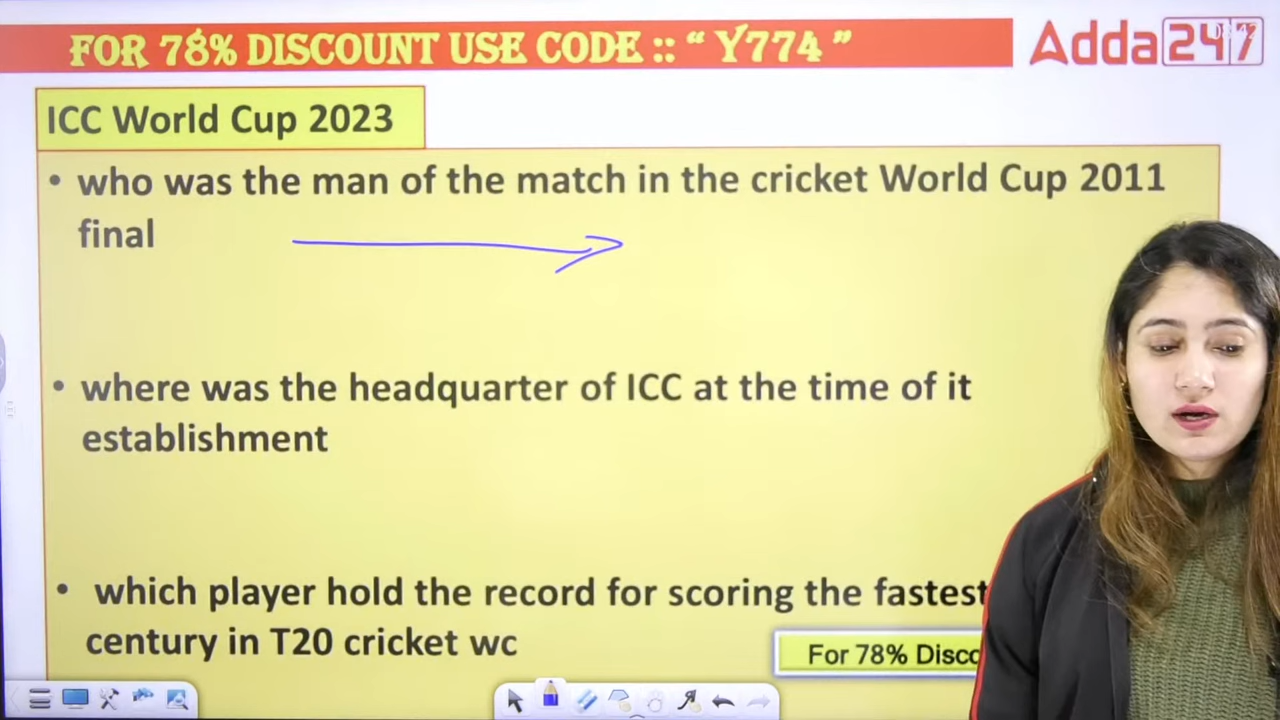 FOR 78% DISCOUNT USE CODE :: “ Y774 ”
Adda247
ICC World Cup 2023
• who was the man of the match in the cricket World Cup 2011
final
• where was the headquarter of ICC at the time of it
establishment
• which player hold the record for scoring the fastest
century in T20 cricket wc
For 78% Disco